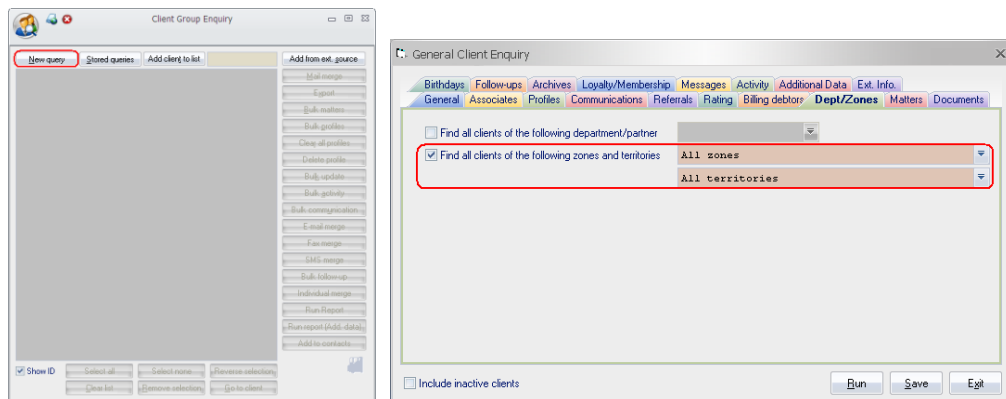 Client Group Enquiry
New query Stored queries Add client to list Add from ext. source
Mail merge
Export
Bulk matters
Bulk profiles
Clear all profiles
Delete profile
Bulk update
Bulk activity
Bulk communication
E-mail merge
Fax merge
SMS merge
Bulk follow-up
Individual merge
Run Report
Run report (Add. data)
Add to contacts
Show ID Select all Select none Reverse selection
Clear list Remove selection Go to client
General Client Enquiry
Birthdays Follow-ups Archives Loyalty/Membership Messages Activity Additional Data Ext. Info.
General Associates Profiles Communications Referrals Rating Billing debtors Dept/Zones Matters Documents
Find all clients of the following department/partner
Find all clients of the following zones and territories All zones
All territories
Include inactive clients Run Save Exit